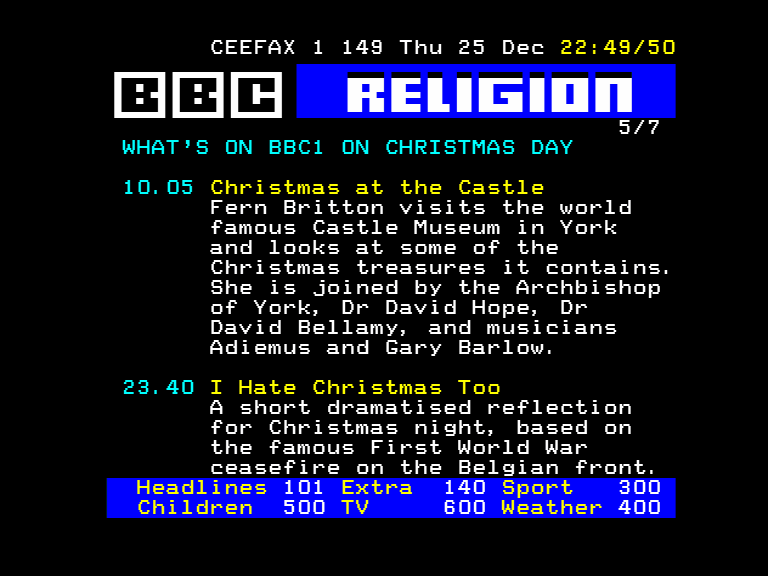 CEEFAX 1 149 Thu 25 Dec 22:49/50
BBC RELIGION
5/7
WHAT'S ON BBC1 ON CHRISTMAS DAY
10.05 Christmas at the Castle
Fern Britton visits the world
famous Castle Museum in York
and looks at some of the
Christmas treasures it contains.
She is joined by the Archbishop
of York, Dr David Hope, Dr
David Bellamy, and musicians
Adiemus and Gary Barlow.
23.40 I Hate Christmas Too
A short dramatised reflection
for Christmas night, based on
the famous First World War
ceasefire on the Belgian front.
Headlines 101 Extra 140 Sport 300
Children 500 TV 600 Weather 400